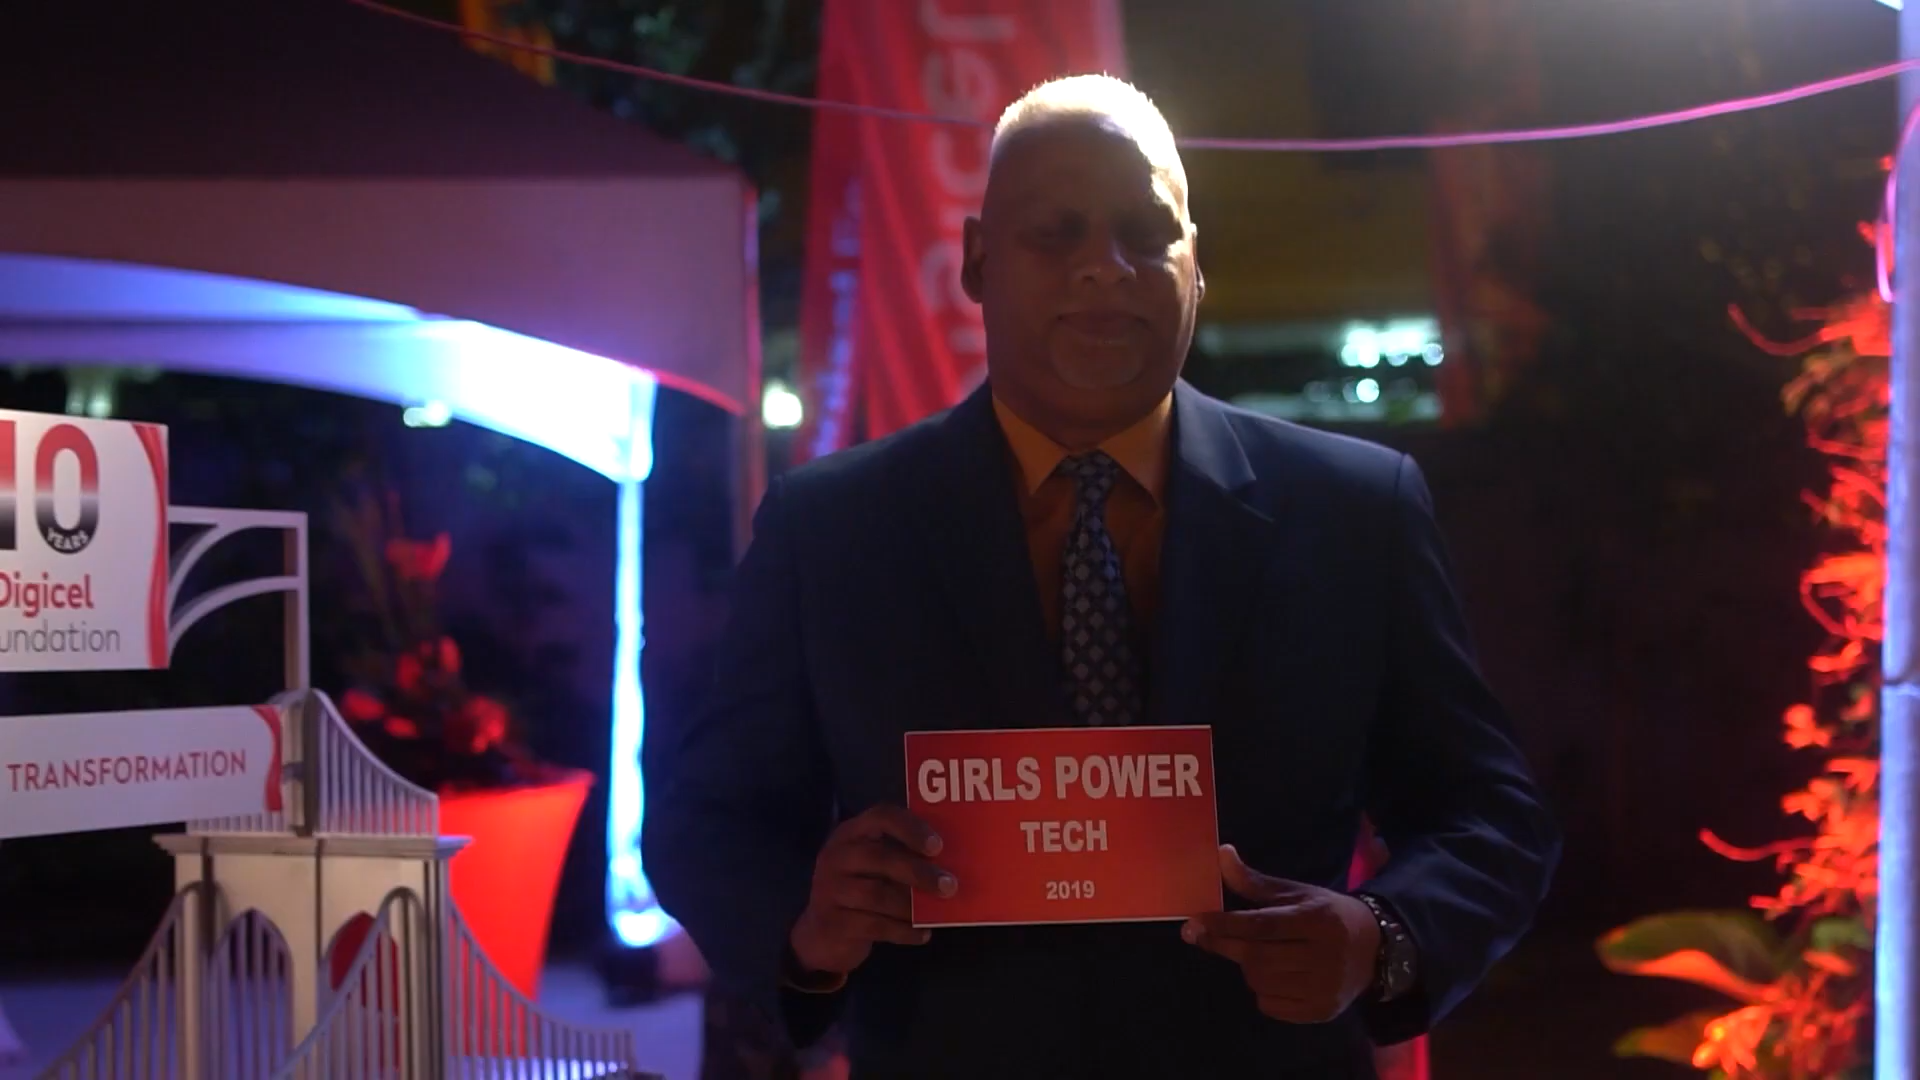 10
YEARS
Digicel
undation
TRANSFORMATION
GIRLS POWER
TECH
2019